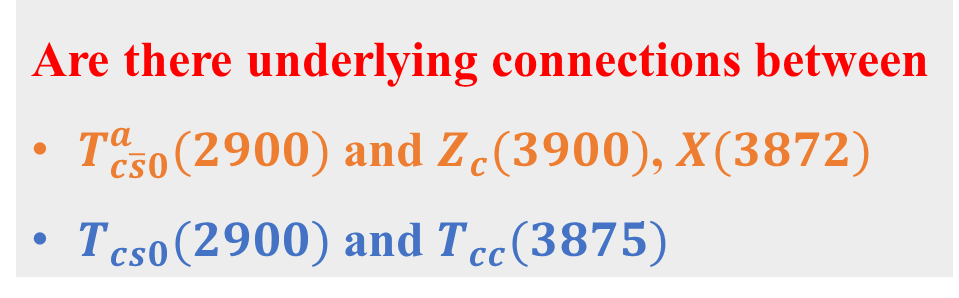 Are there underlying connections between
• $T^a_{c\bar{s}0}(2900)$ and $Z_c(3900)$, $X(3872)$
• $T_{cs0}(2900)$ and $T_{cc}(3875)$